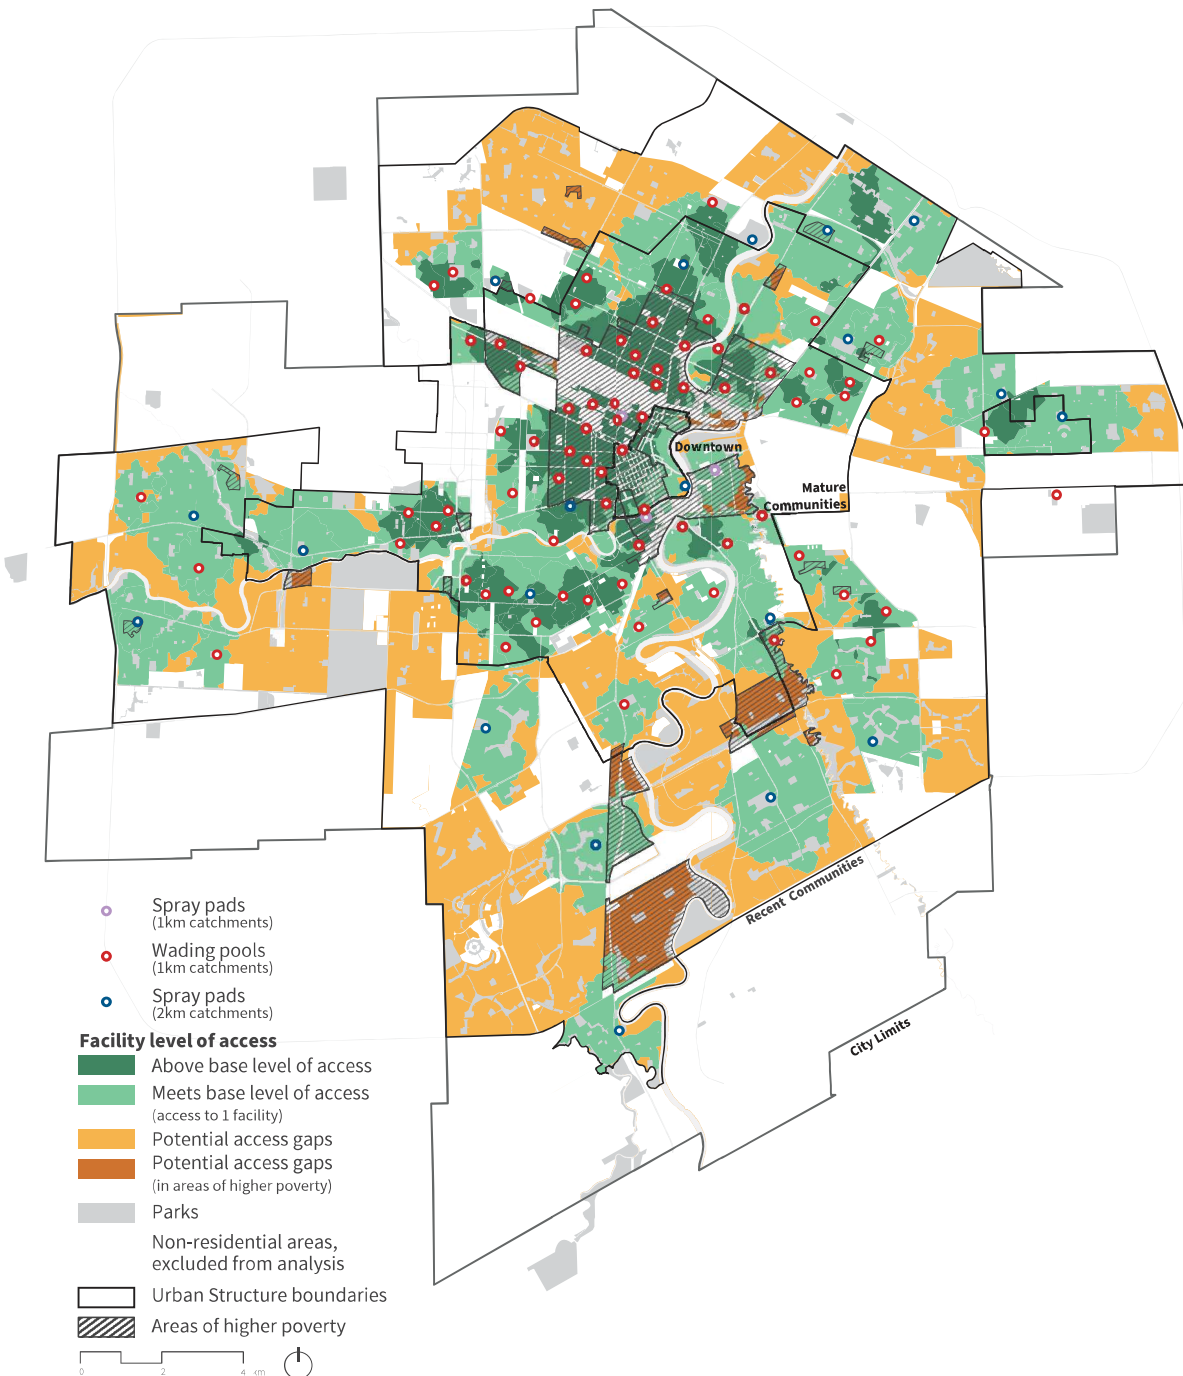 Downtown
Mature
Communities
Recent Communities
City Limits
Spray pads
(1km catchments)
Wading pools
(1km catchments)
Spray pads
(2km catchments)
Facility level of access
Above base level of access
Meets base level of access
(access to 1 facility)
Potential access gaps
Potential access gaps
(in areas of higher poverty)
Parks
Non-residential areas,
excluded from analysis
Urban Structure boundaries
Areas of higher poverty
0 2 4 km